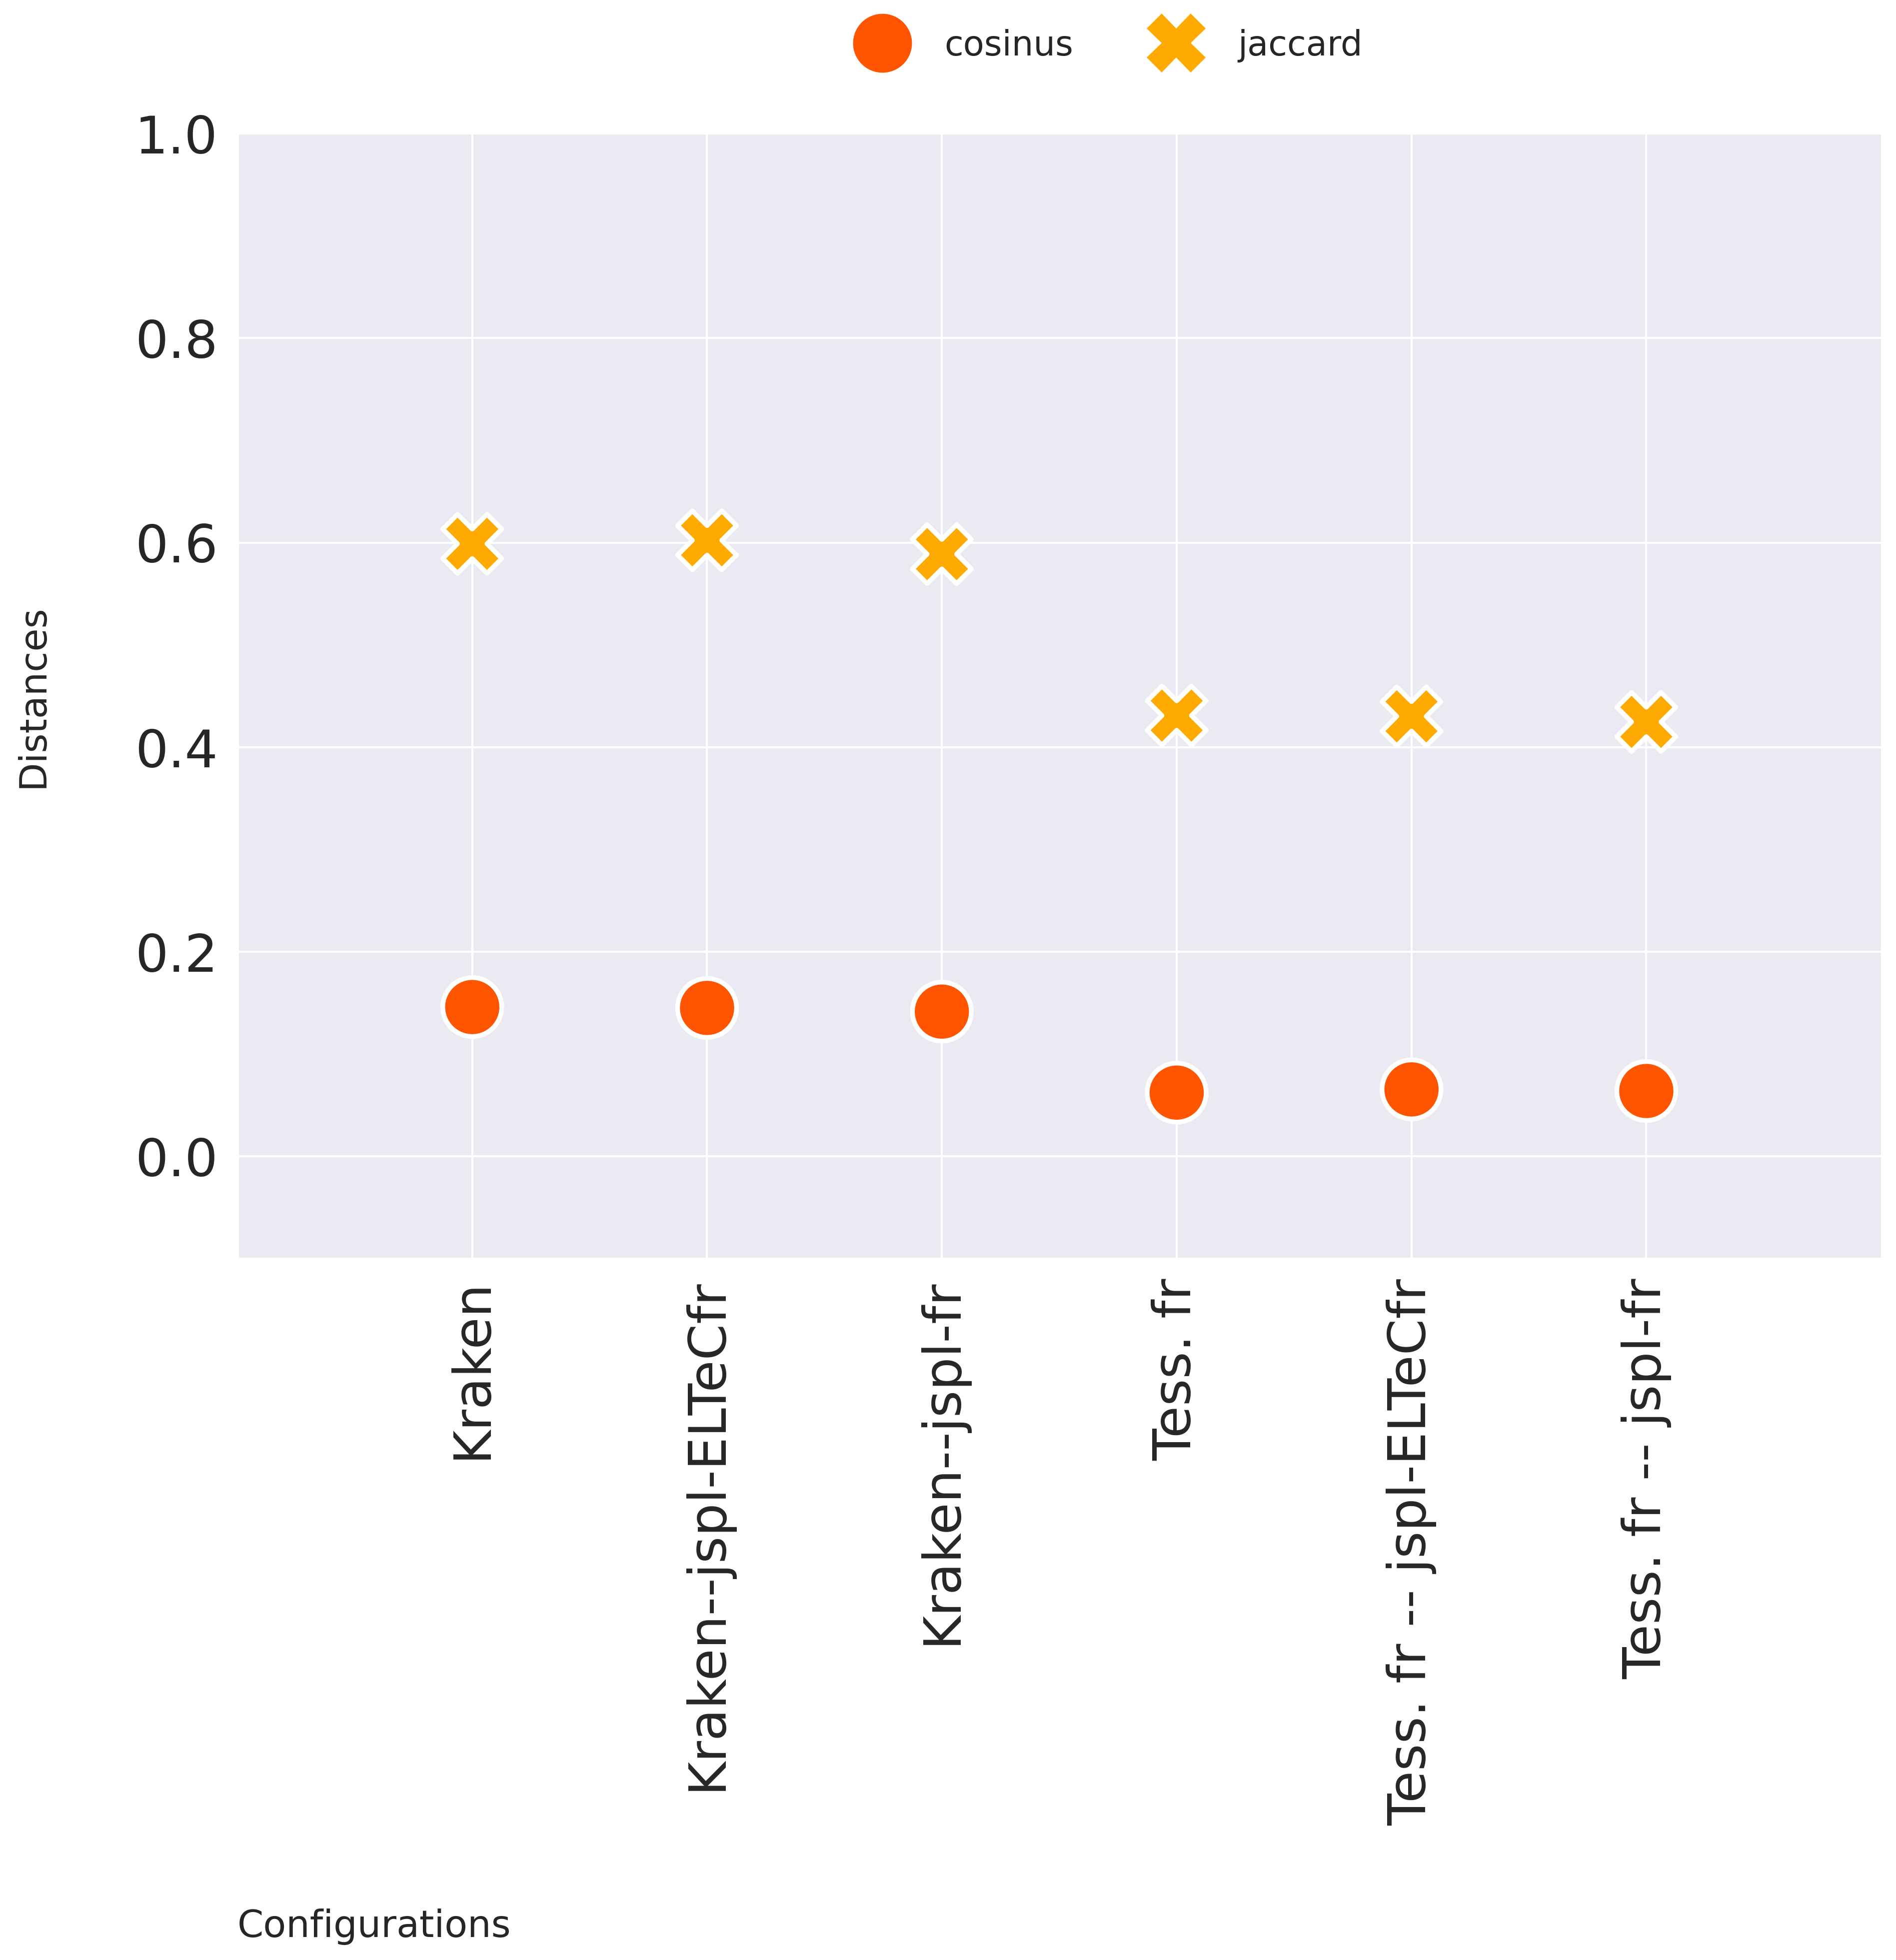 cosinus jaccard
1.0
0.8
0.6
0.4
0.2
0.0
Distances
Kraken
Kraken--jspl-ELTeCfr
Kraken--jspl-fr
Tess. fr
Tess. fr -- jspl-ELTeCfr
Tess. fr -- jspl-fr
Configurations